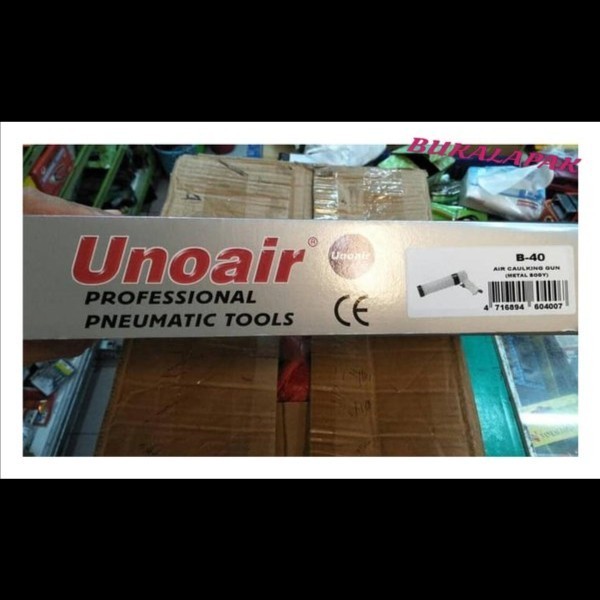 BUKALAPAK
Unoair®
Unoair
PROFESSIONAL
PNEUMATIC TOOLS
CE
B-40
AIR CAULKING GUN
(METAL BODY)
4 716894 604007